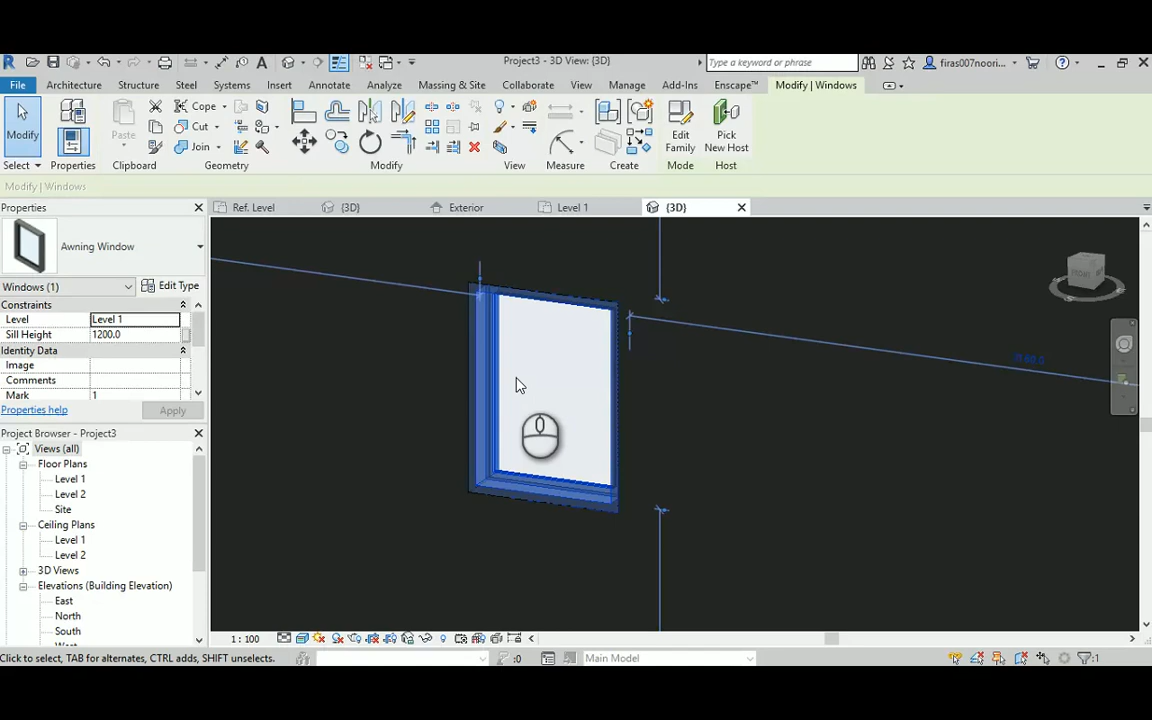 Project3 - 3D View: {3D}
Type a keyword or phrase
firas007noori...
File
Architecture
Structure
Steel
Systems
Insert
Annotate
Analyze
Massing & Site
Collaborate
View
Manage
Add-Ins
Enscape™
Modify | Windows
Modify
Paste
Cope
Cut
Join
Edit
Family
Pick
New Host
Select
Properties
Clipboard
Geometry
Modify
View
Measure
Create
Mode
Host
Modify | Windows
Properties
Ref. Level
{3D}
Exterior
Level 1
{3D}
Awning Window
Windows (1)
Edit Type
Constraints
Level
Level 1
Sill Height
1200.0
Identity Data
Image
Comments
Mark
1
Properties help
Apply
Project Browser - Project3
Views (all)
Floor Plans
Level 1
Level 2
Site
Ceiling Plans
Level 1
Level 2
3D Views
Elevations (Building Elevation)
East
North
South
1 : 100
Click to select, TAB for alternates, CTRL adds, SHIFT unselects.
:0
Main Model
:1